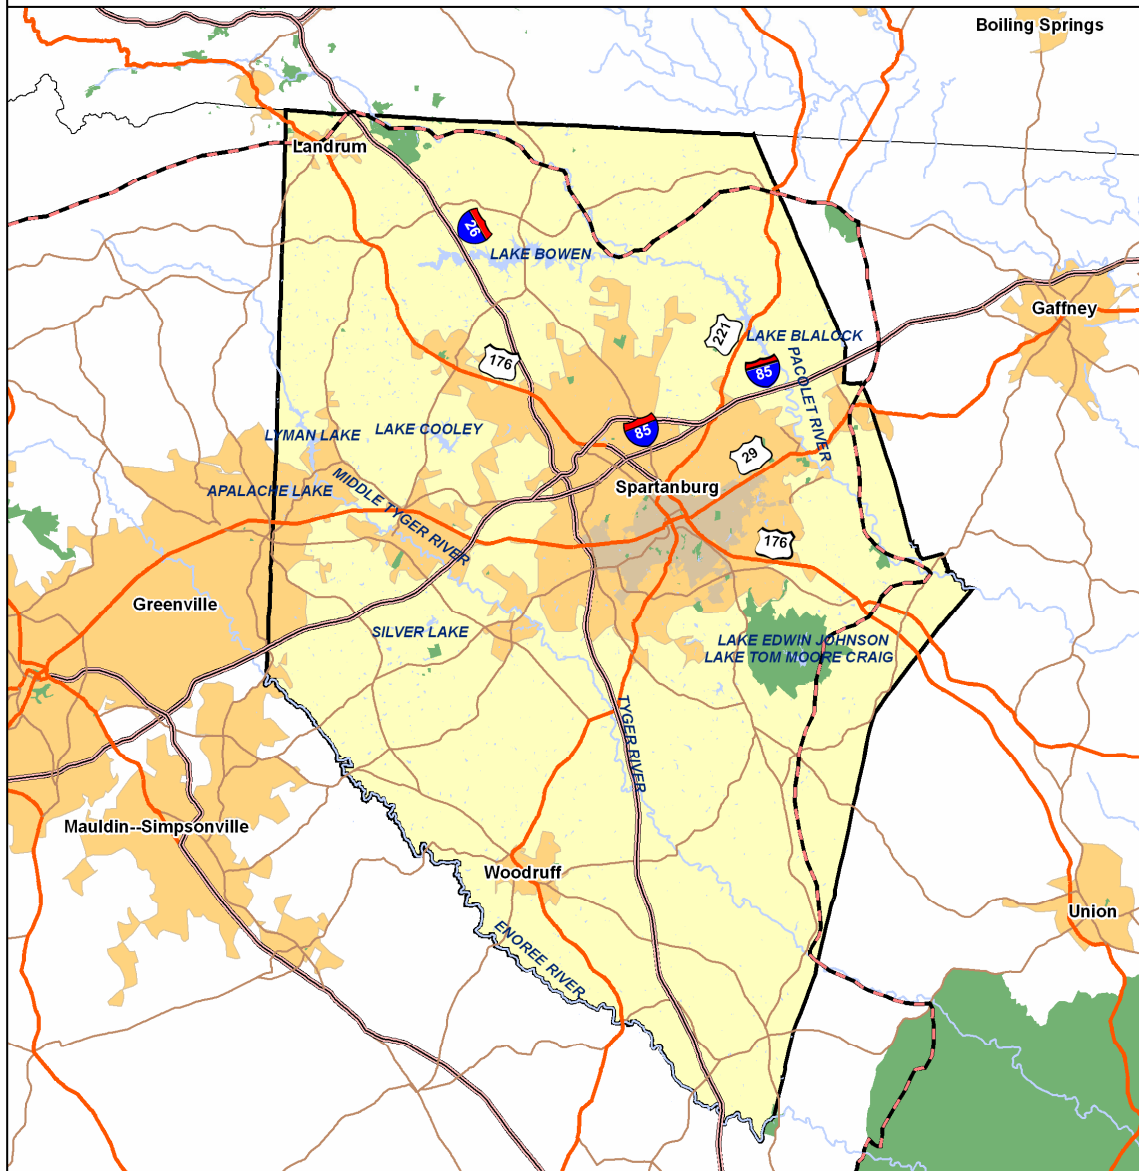 Boiling Springs
Landrum
26
LAKE BOWEN
Gaffney
221
LAKE BLALOCK
176
85
PACOLET RIVER
LYMAN LAKE
LAKE COOLEY
85
29
APALACHE LAKE
MIDDLE TYGER RIVER
Spartanburg
176
Greenville
SILVER LAKE
LAKE EDWIN JOHNSON
LAKE TOM MOORE CRAIG
TYGER RIVER
Mauldin--Simpsonville
Woodruff
Union
ENOREE RIVER